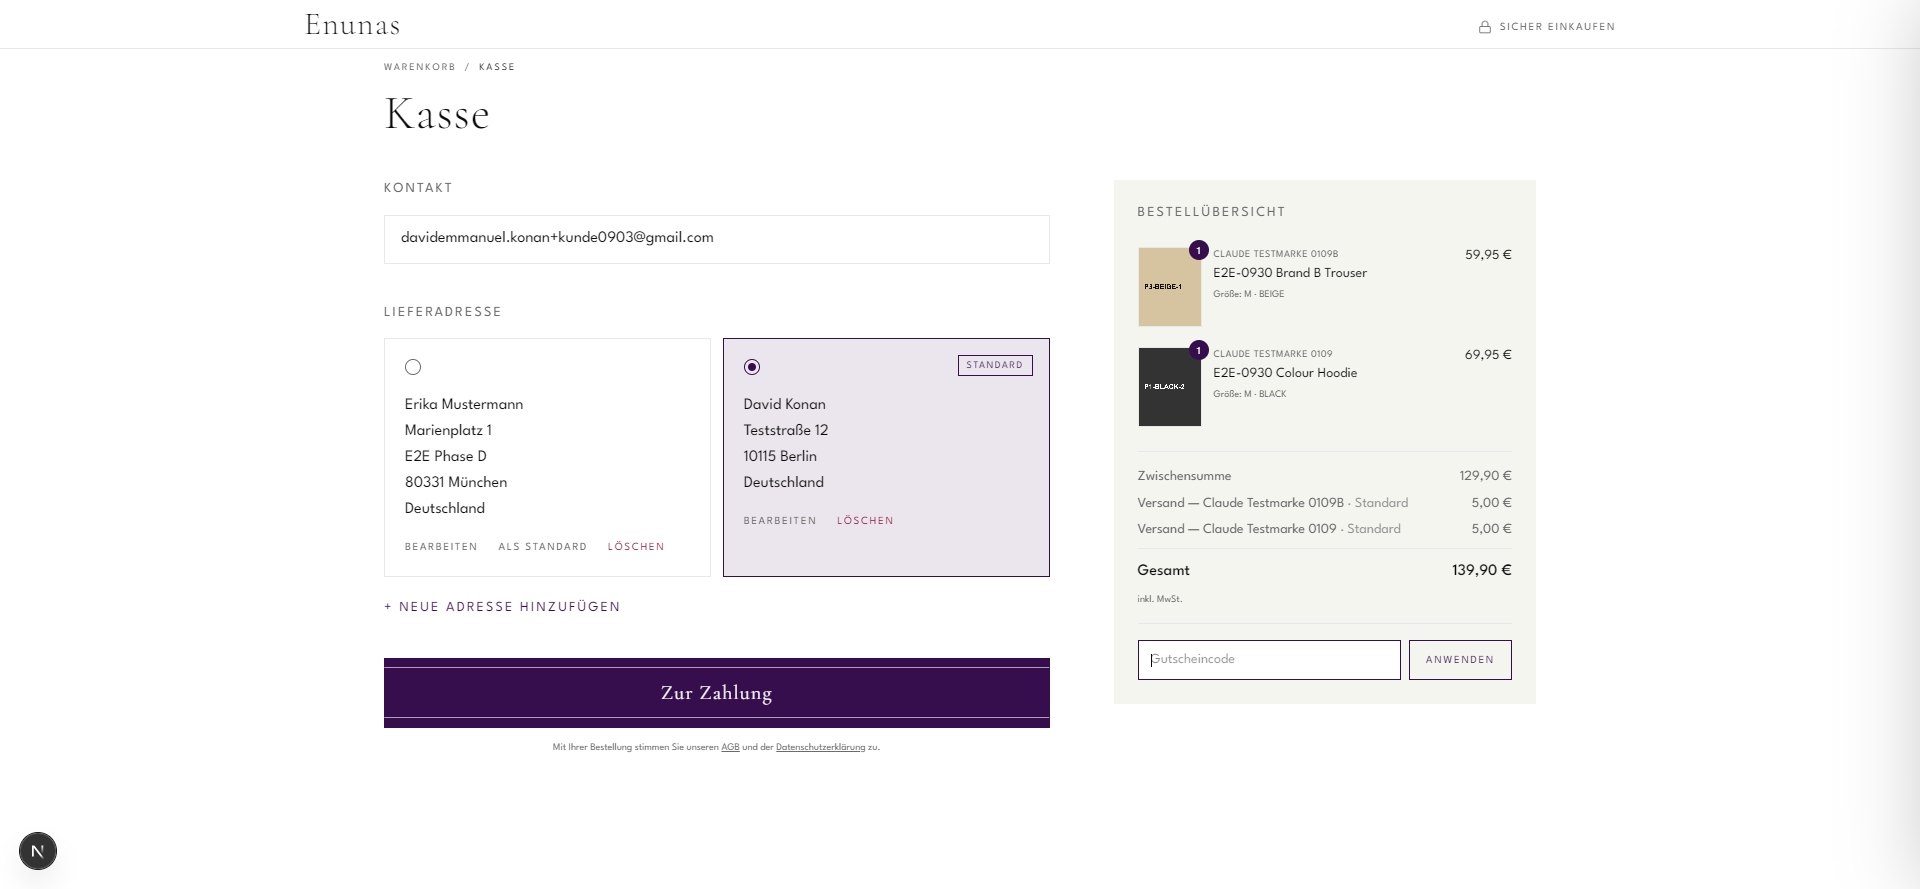 Enunas
SICHER EINKAUFEN
WARENKORB / KASSE
Kasse
KONTAKT
davidemmanuel.konan+kunde0903@gmail.com
LIEFERADRESSE
Erika Mustermann
Marienplatz 1
E2E Phase D
80331 München
Deutschland
BEARBEITEN ALS STANDARD LÖSCHEN
STANDARD
David Konan
Teststraße 12
10115 Berlin
Deutschland
BEARBEITEN LÖSCHEN
+ NEUE ADRESSE HINZUFÜGEN
Zur Zahlung
Mit Ihrer Bestellung stimmen Sie unseren AGB und der Datenschutzerklärung zu.
BESTELLÜBERSICHT
P3-BEIGE-1
1
CLAUDE TESTMARKE 0109B
59,95 €
E2E-0930 Brand B Trouser
Größe: M · BEIGE
P1-BLACK-2
1
CLAUDE TESTMARKE 0109
69,95 €
E2E-0930 Colour Hoodie
Größe: M · BLACK
Zwischensumme 129,90 €
Versand — Claude Testmarke 0109B · Standard 5,00 €
Versand — Claude Testmarke 0109 · Standard 5,00 €
Gesamt 139,90 €
inkl. MwSt.
Gutscheincode
ANWENDEN
N